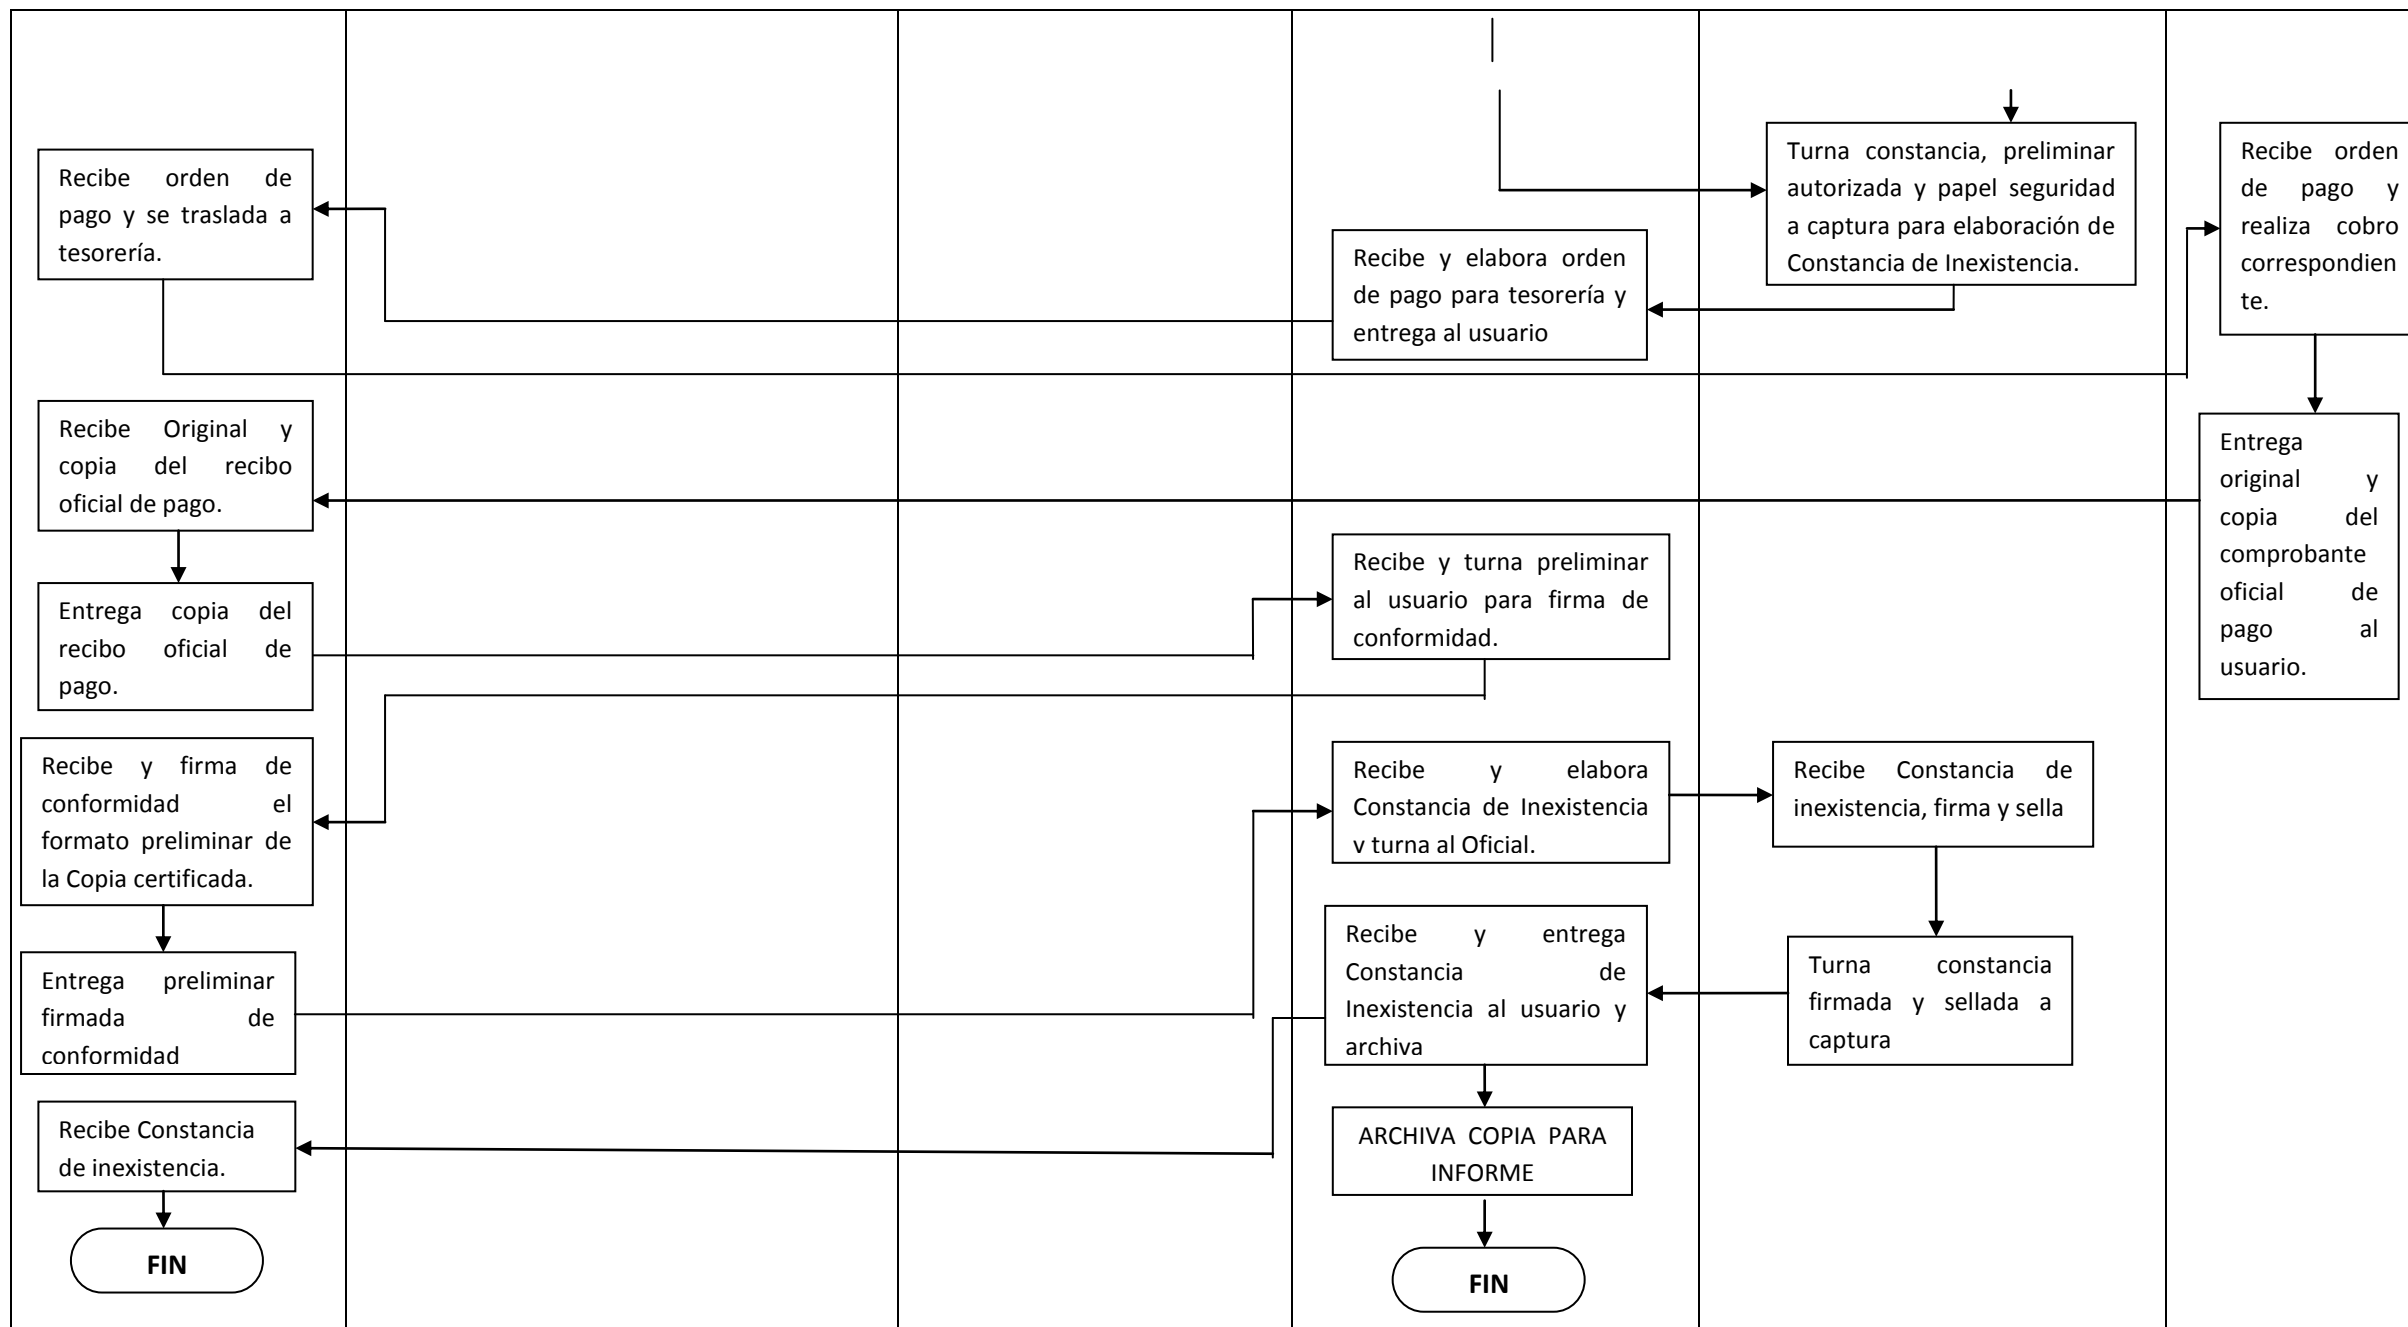 Recibe orden de
pago y se traslada a
tesorería.
Turna constancia, preliminar
autorizada y papel seguridad
a captura para elaboración de
Constancia de Inexistencia.
Recibe orden
de pago y
realiza cobro
correspondien
te.
Recibe y elabora orden
de pago para tesorería y
entrega al usuario
Recibe Original y
copia del recibo
oficial de pago.
Entrega
original y
copia del
comprobante
oficial de
pago al
usuario.
Entrega copia del
recibo oficial de
pago.
Recibe y turna preliminar
al usuario para firma de
conformidad.
Recibe y firma de
conformidad el
formato preliminar de
la Copia certificada.
Recibe y elabora
Constancia de Inexistencia
y turna al Oficial.
Recibe Constancia de
inexistencia, firma y sella
Entrega preliminar
firmada de
conformidad
Recibe y entrega
Constancia de
Inexistencia al usuario y
archiva
Turna constancia
firmada y sellada a
captura
Recibe Constancia
de inexistencia.
ARCHIVA COPIA PARA
INFORME
FIN
FIN